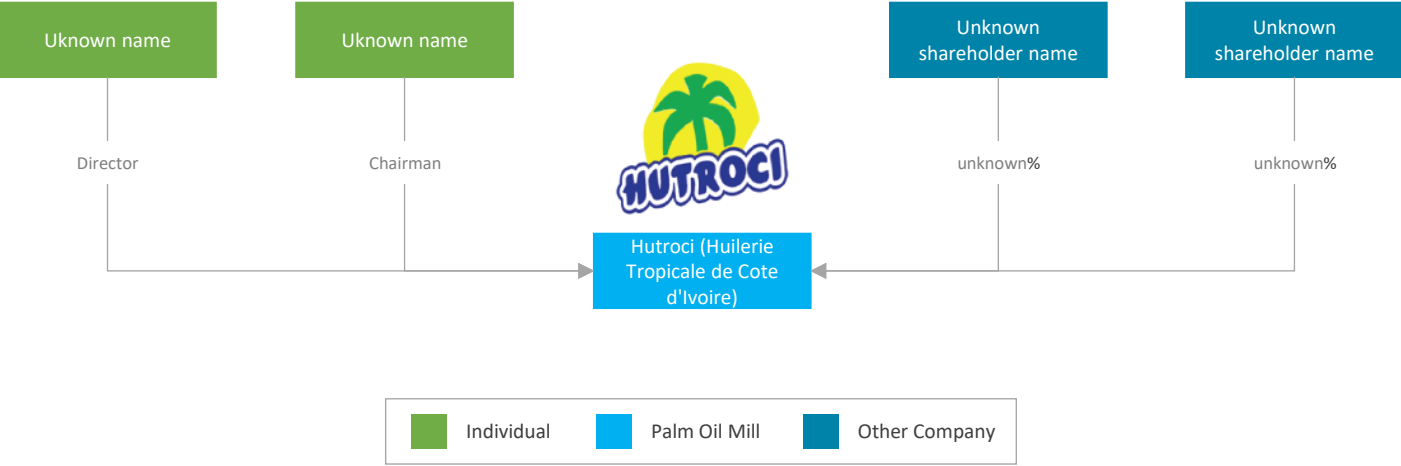 Uknown name
Uknown name
Unknown
shareholder name
Unknown
shareholder name
Director
Chairman
HUTROCI
unknown%
unknown%
Hutroci (Huilerie
Tropicale de Cote
d'Ivoire)
Individual
Palm Oil Mill
Other Company